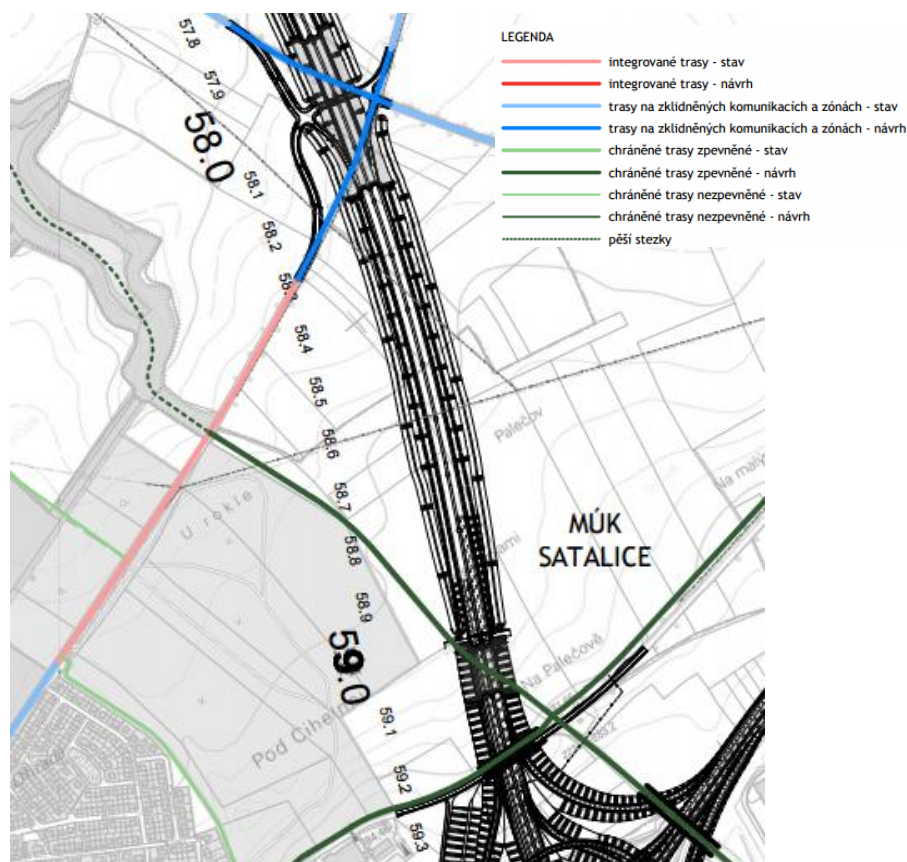 LEGENDA
integrované trasy - stav
integrované trasy - návrh
trasy na zklidněných komunikacích a zónách - stav
trasy na zklidněných komunikacích a zónách - návrh
chráněné trasy zpevněné - stav
chráněné trasy zpevněné - návrh
chráněné trasy nezpevněné - stav
chráněné trasy nezpevněné - návrh
pěší stezky
57.8
57.9
58.0
58.1
58.2
58.4
58.5
58.6
58.7
58.8
58.9
59.0
59.1
59.2
59.3
Palečov
Na malý
U rokle
MÚK
SATALICE
Na Palečově